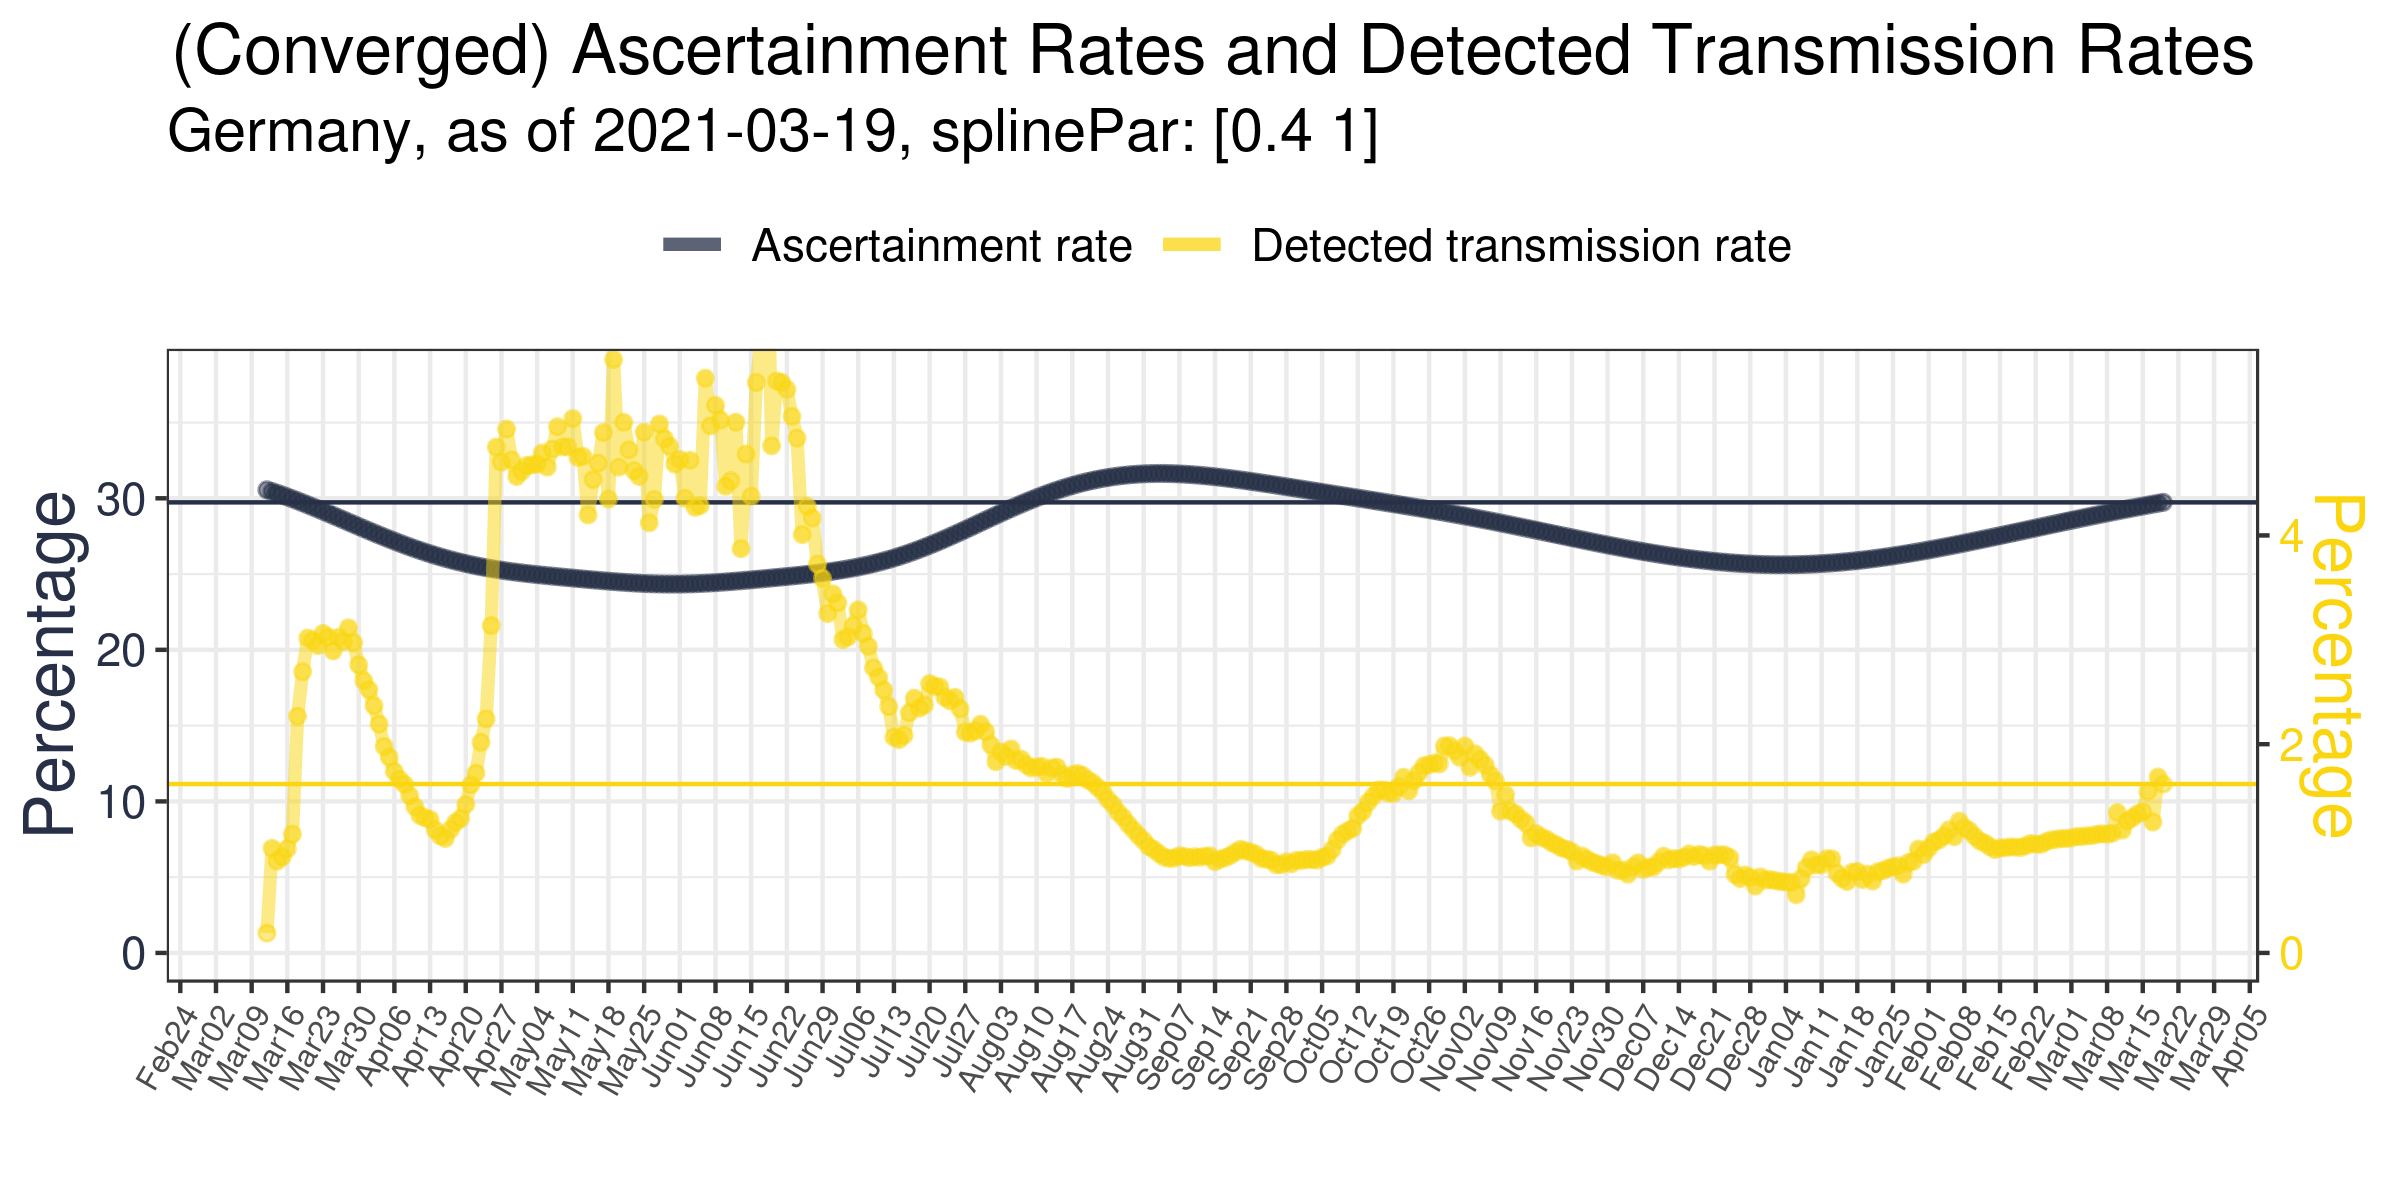 (Converged) Ascertainment Rates and Detected Transmission Rates
Germany, as of 2021-03-19, splinePar: [0.4 1]
Ascertainment rate
Detected transmission rate
Percentage
30
20
10
0
Percentage
4
2
0
Feb24
Mar02
Mar09
Mar16
Mar23
Mar30
Apr06
Apr13
Apr20
Apr27
May04
May11
May18
May25
Jun01
Jun08
Jun15
Jun22
Jun29
Jul06
Jul13
Jul20
Jul27
Aug03
Aug10
Aug17
Aug24
Aug31
Sep07
Sep14
Sep21
Sep28
Oct05
Oct12
Oct19
Oct26
Nov02
Nov09
Nov16
Nov23
Nov30
Dec07
Dec14
Dec21
Dec28
Jan04
Jan11
Jan18
Jan25
Feb01
Feb08
Feb15
Feb22
Mar01
Mar08
Mar15
Mar22
Mar29
Apr05